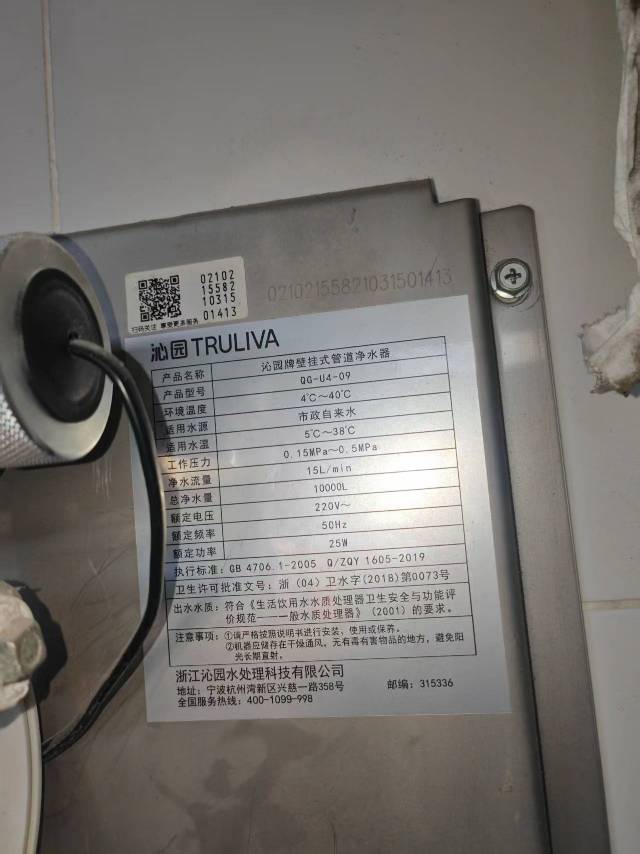 02102
15582
10315
01413
扫码关注 享受更多服务
02102155821031501413
沁园 TRULIVA
产品名称 沁园牌壁挂式管道净水器
产品型号 QG-U4-09
环境温度 4℃~40℃
适用水源 市政自来水
适用水温 5℃~38℃
工作压力 0.15MPa~0.5MPa
净水流量 15L/min
总净水量 10000L
额定电压 220V~
额定频率 50Hz
额定功率 25W
执行标准: GB 4706.1-2005 Q/ZQY 1605-2019
卫生许可批准文号: 浙(04)卫水字(2018)第0073号
出水水质: 符合《生活饮用水水质处理器卫生安全与功能评
价规范——一般水质处理器》(2001)的要求。
注意事项: ①请严格按照说明书进行安装、使用或保养。
②机器应储存在干燥通风, 无有毒有害物品的地方, 避免阳
光长期直射。
浙江沁园水处理科技有限公司
地址: 宁波杭州湾新区兴慈一路358号 邮编: 315336
全国服务热线: 400-1099-998